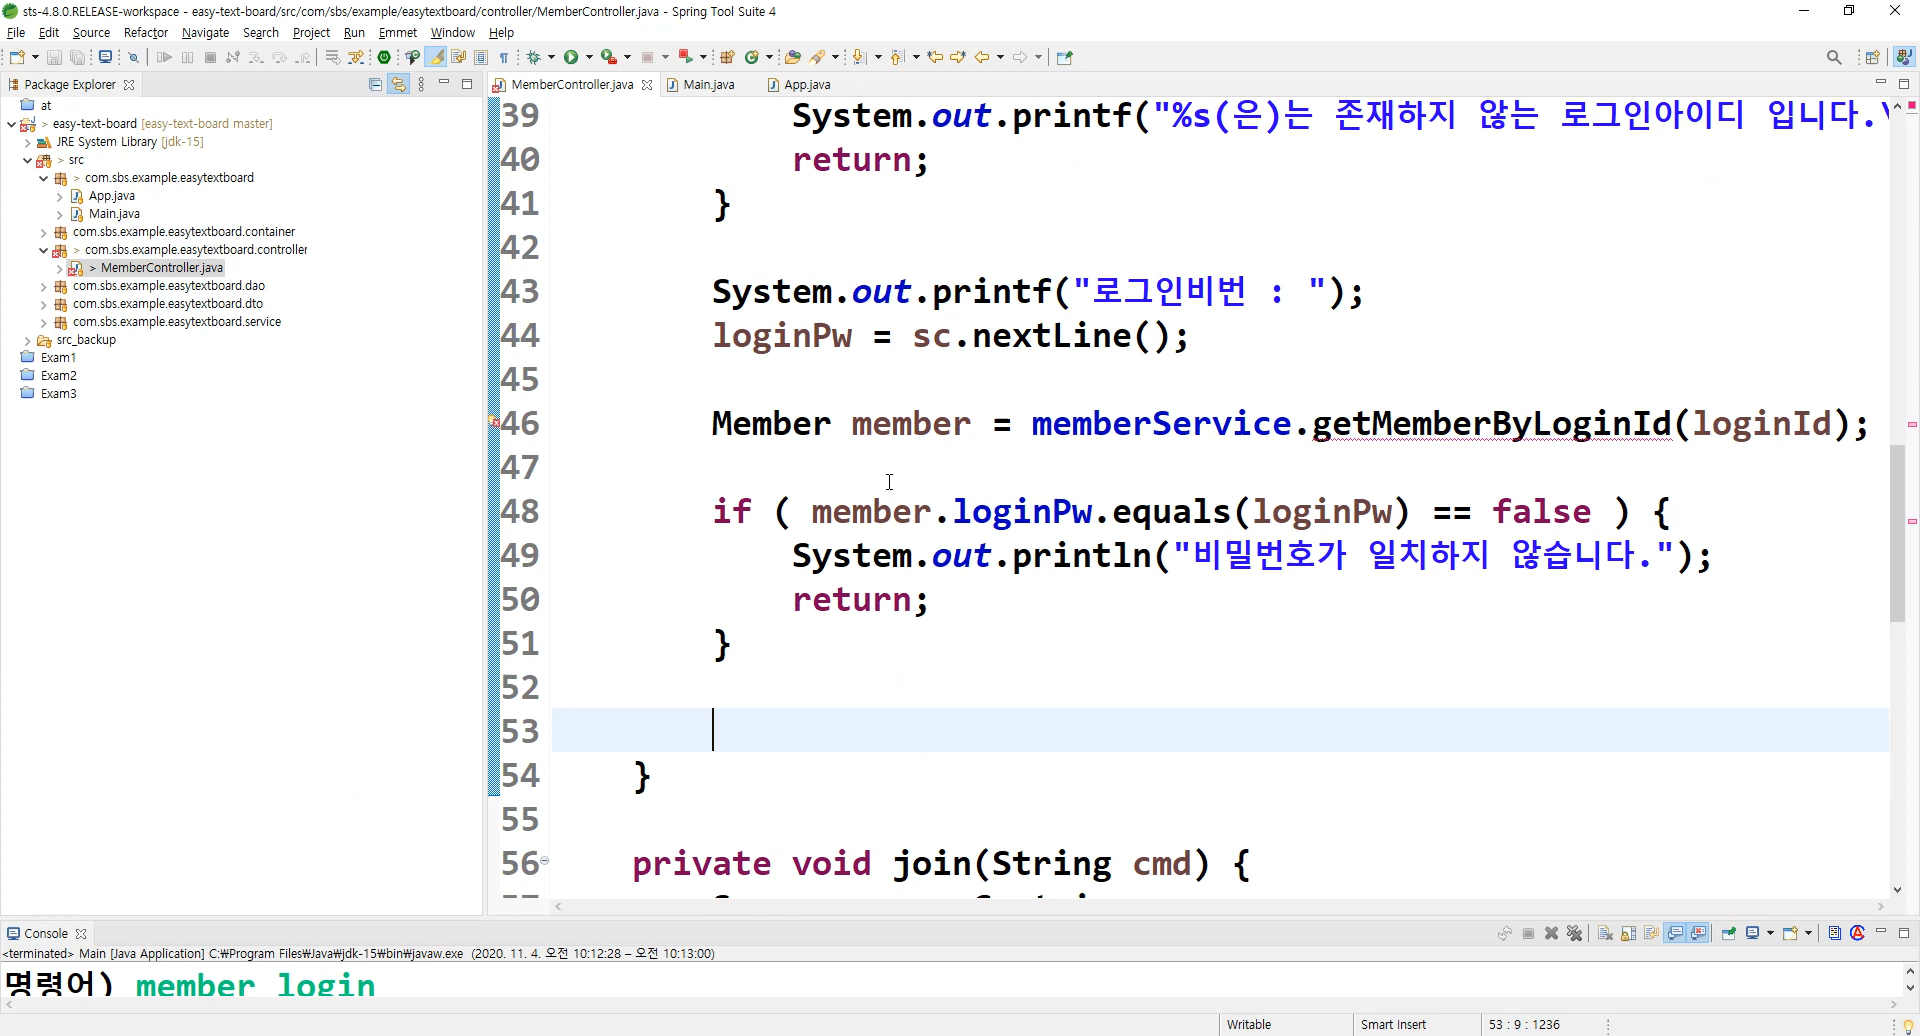 sts-4.8.0.RELEASE-workspace - easy-text-board/src/com/sbs/example/easytextboard/controller/MemberController.java - Spring Tool Suite 4
File Edit Source Refactor Navigate Search Project Run Emmet Window Help
Package Explorer
MemberController.java Main.java App.java
at
> easy-text-board [easy-text-board master]
JRE System Library [jdk-15]
> src
> com.sbs.example.easytextboard
App.java
Main.java
com.sbs.example.easytextboard.container
> com.sbs.example.easytextboard.controller
> MemberController.java
com.sbs.example.easytextboard.dao
com.sbs.example.easytextboard.dto
com.sbs.example.easytextboard.service
src_backup
Exam1
Exam2
Exam3
39 System.out.printf("%s(은)는 존재하지 않는 로그인아이디 입니다.\
40 return;
41 }
42
43 System.out.printf("로그인비번 : ");
44 loginPw = sc.nextLine();
45
46 Member member = memberService.getMemberByLoginId(loginId);
47
48 if ( member.loginPw.equals(loginPw) == false ) {
49 System.out.println("비밀번호가 일치하지 않습니다.");
50 return;
51 }
52
53
54 }
55
56 private void join(String cmd) {
Console
<terminated> Main [Java Application] C:₩Program Files₩Java₩jdk-15₩bin₩javaw.exe (2020. 11. 4. 오전 10:12:28 – 오전 10:13:00)
명령어) member login
Writable Smart Insert 53 : 9 : 1236